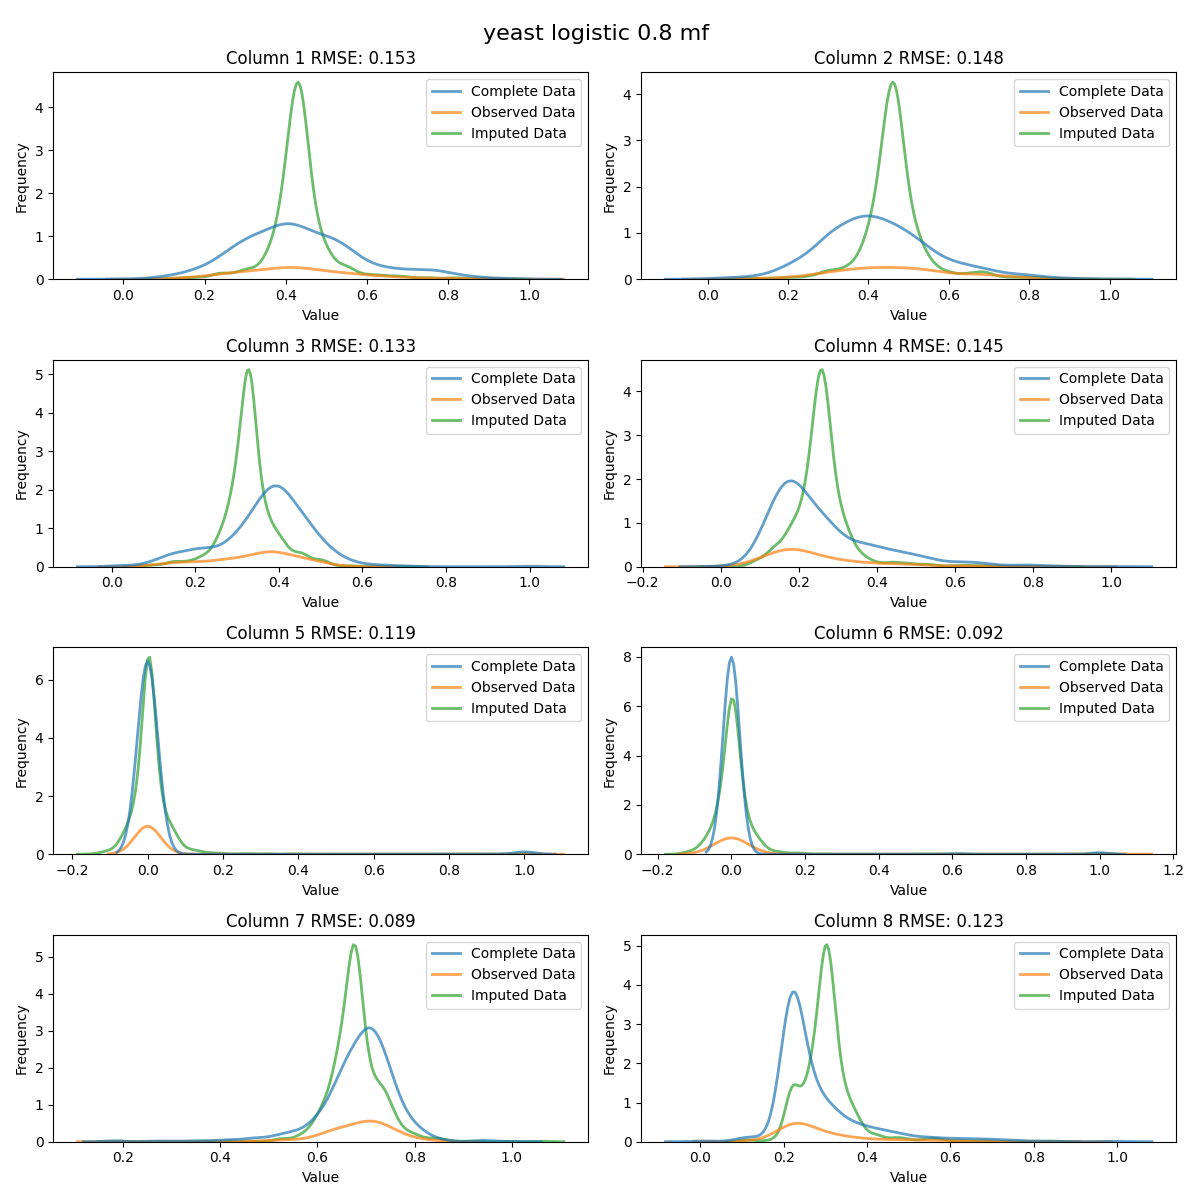 yeast logistic 0.8 mf
Column 1 RMSE: 0.153
Frequency
4
3
2
1
0
0.0 0.2 0.4 0.6 0.8 1.0
Value
Complete Data
Observed Data
Imputed Data
Column 2 RMSE: 0.148
Frequency
4
3
2
1
0
0.0 0.2 0.4 0.6 0.8 1.0
Value
Complete Data
Observed Data
Imputed Data
Column 3 RMSE: 0.133
Frequency
5
4
3
2
1
0
0.0 0.2 0.4 0.6 0.8 1.0
Value
Complete Data
Observed Data
Imputed Data
Column 4 RMSE: 0.145
Frequency
4
3
2
1
0
−0.2 0.0 0.2 0.4 0.6 0.8 1.0
Value
Complete Data
Observed Data
Imputed Data
Column 5 RMSE: 0.119
Frequency
6
4
2
0
−0.2 0.0 0.2 0.4 0.6 0.8 1.0
Value
Complete Data
Observed Data
Imputed Data
Column 6 RMSE: 0.092
Frequency
8
6
4
2
0
−0.2 0.0 0.2 0.4 0.6 0.8 1.0 1.2
Value
Complete Data
Observed Data
Imputed Data
Column 7 RMSE: 0.089
Frequency
5
4
3
2
1
0
0.2 0.4 0.6 0.8 1.0
Value
Complete Data
Observed Data
Imputed Data
Column 8 RMSE: 0.123
Frequency
5
4
3
2
1
0
0.0 0.2 0.4 0.6 0.8 1.0
Value
Complete Data
Observed Data
Imputed Data